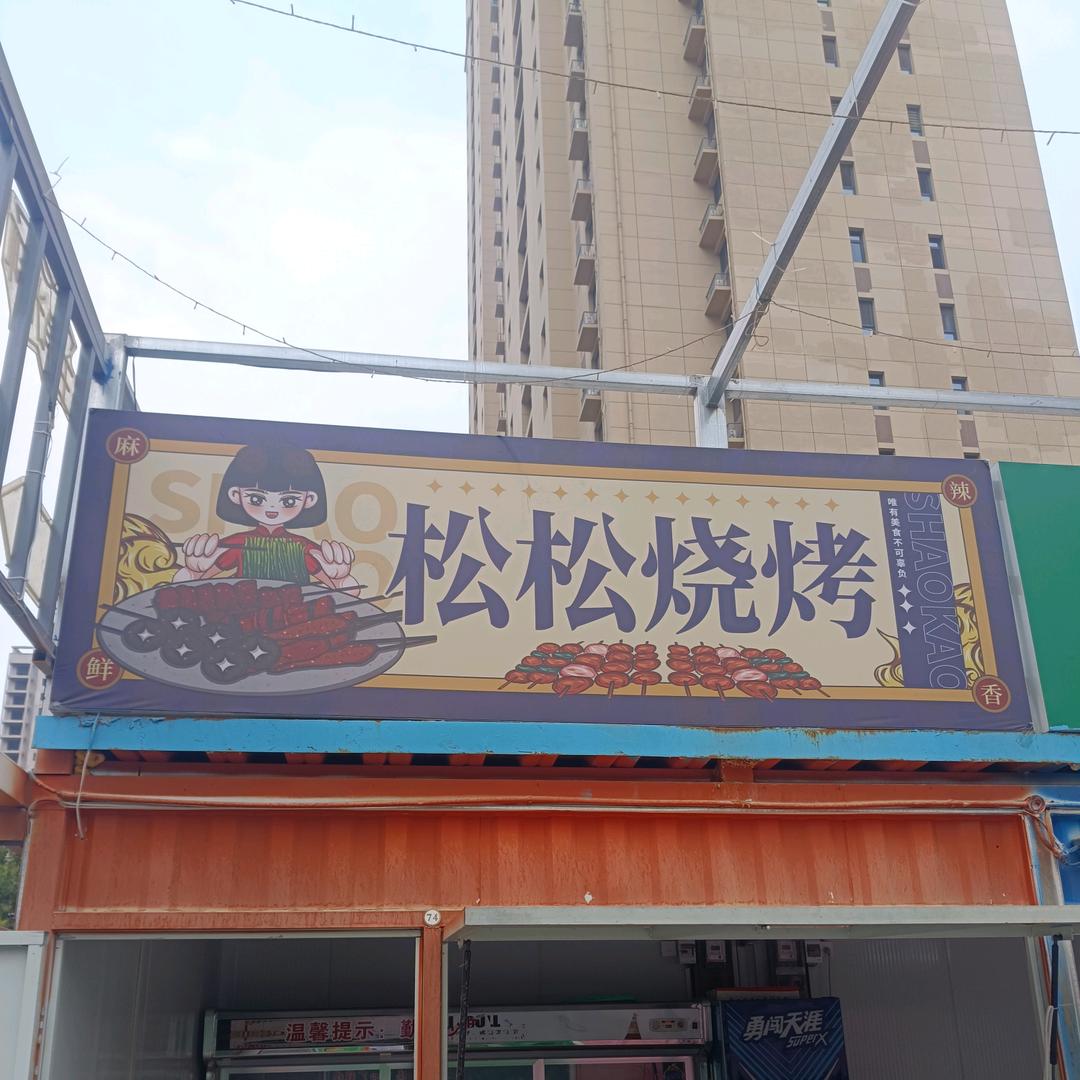 麻
辣
SHAO
松松烧烤
唯有美食不可辜负
SHAOKAO
鲜
香
74
温馨提示：
勇闯天涯
superX